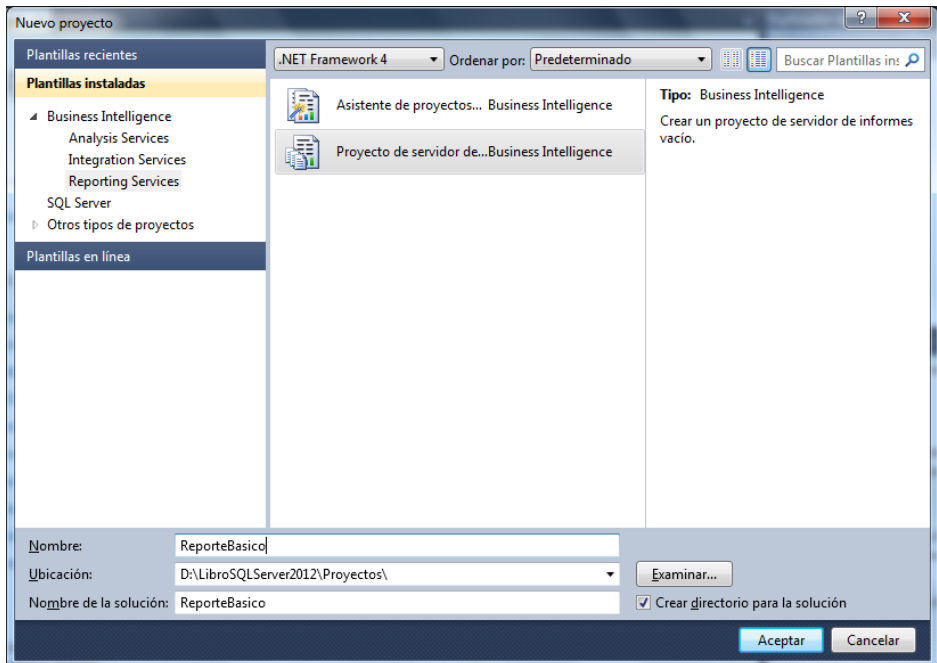 Nuevo proyecto
Plantillas recientes
.NET Framework 4
Ordenar por:
Predeterminado
Buscar Plantillas ins
Plantillas instaladas
Business Intelligence
Analysis Services
Integration Services
Reporting Services
SQL Server
Otros tipos de proyectos
Plantillas en línea
Asistente de proyectos... Business Intelligence
Proyecto de servidor de...Business Intelligence
Tipo: Business Intelligence
Crear un proyecto de servidor de informes
vacío.
Nombre:
ReporteBasico
Ubicación:
D:\LibroSQLServer2012\Proyectos\
Examinar...
Nombre de la solución:
ReporteBasico
Crear directorio para la solución
Aceptar
Cancelar